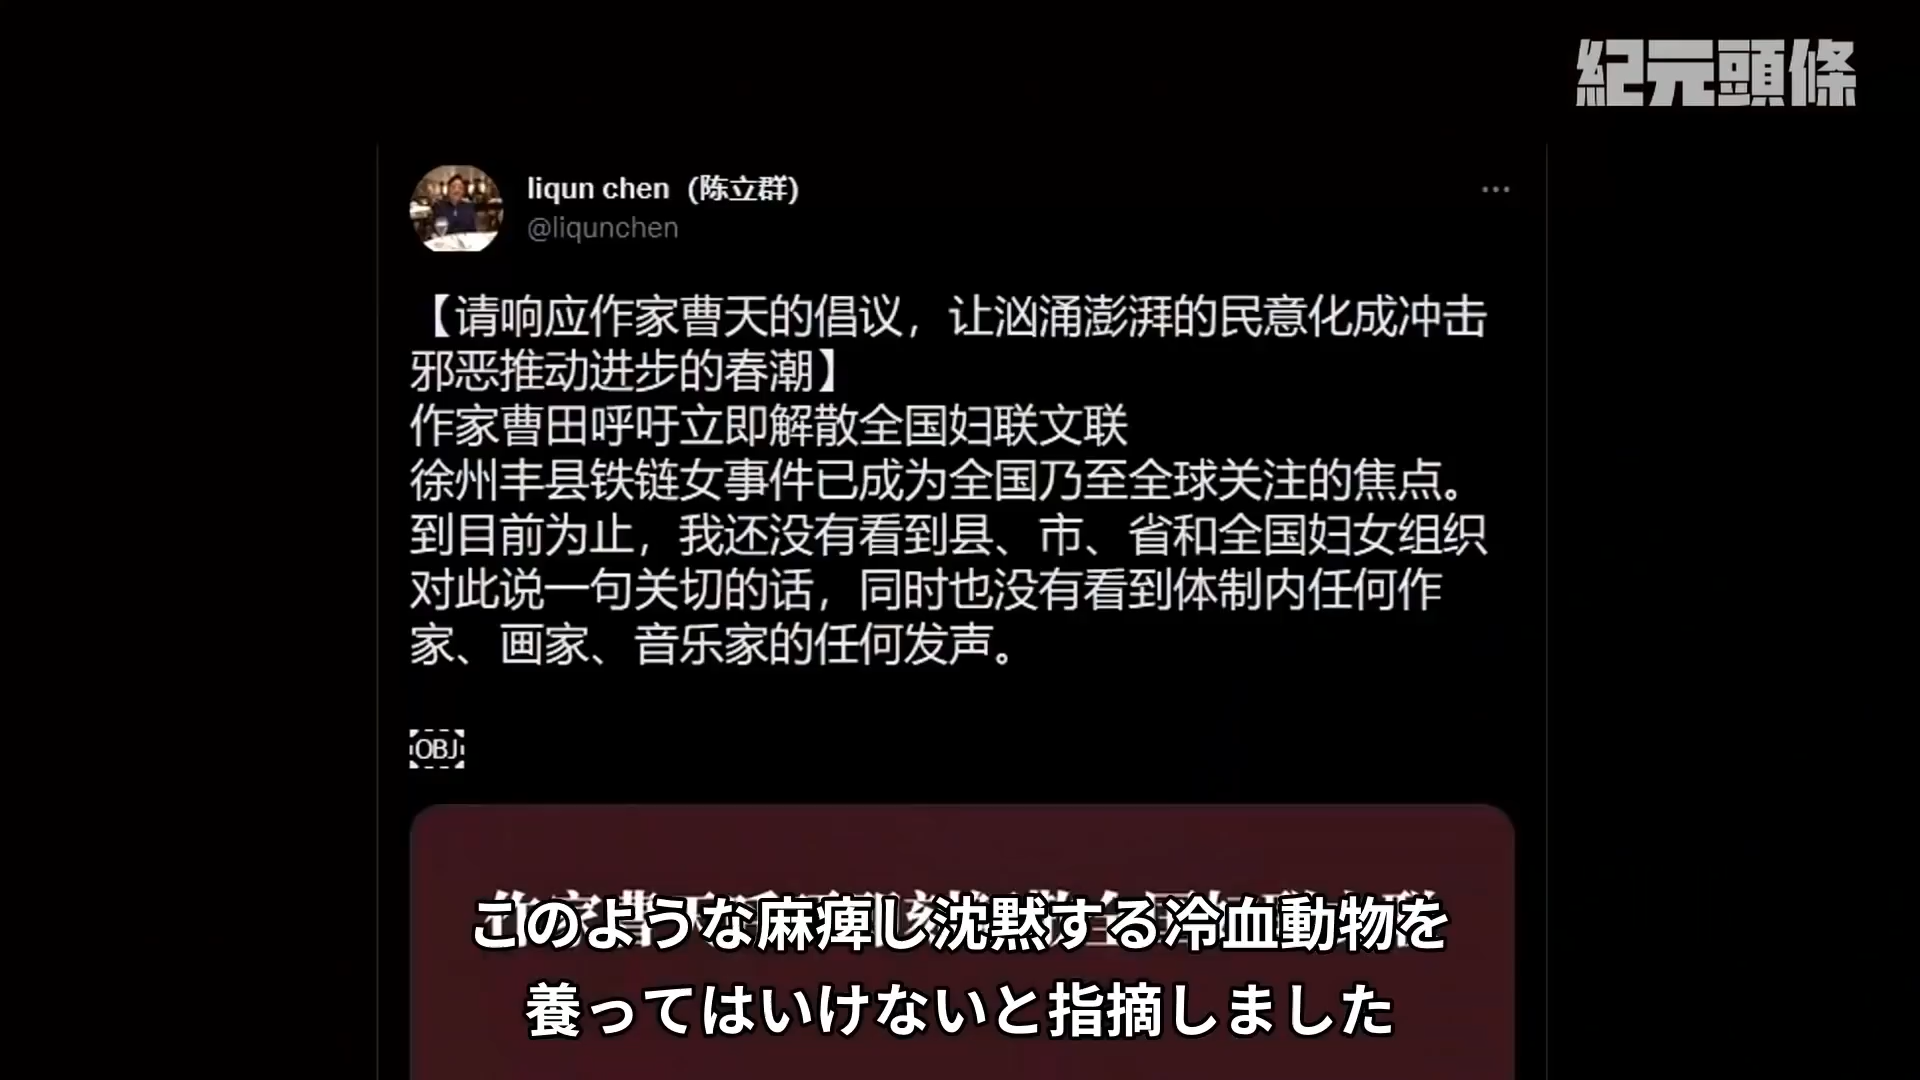 紀元頭條
liqun chen（陈立群)
@liqunchen
【请响应作家曹天的倡议，让汹涌澎湃的民意化成冲击
邪恶推动进步的春潮】
作家曹田呼吁立即解散全国妇联文联
徐州丰县铁链女事件已成为全国乃至全球关注的焦点。
到目前为止，我还没有看到县、市、省和全国妇女组织
对此说一句关切的话，同时也没有看到体制内任何作
家、画家、音乐家的任何发声。
OBJ
このような麻痺し沈黙する冷血動物を
養ってはいけないと指摘しました